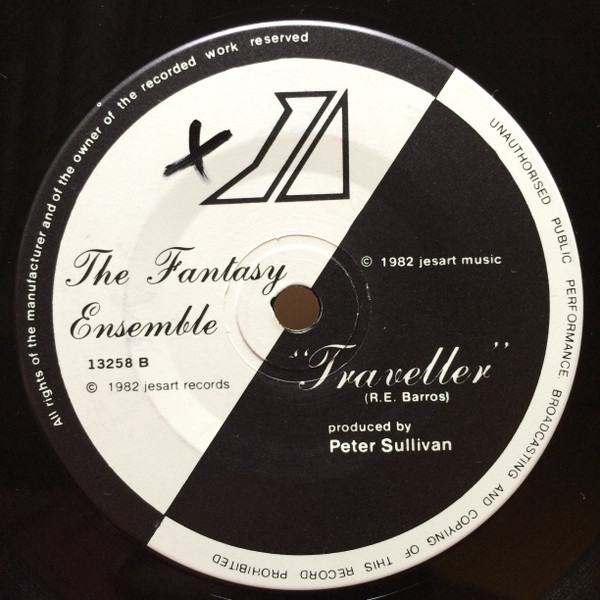 All rights of the manufacturer and of the owner of the recorded work reserved
The Fantasy
Ensemble
13258 B
© 1982 jesart records
© 1982 jesart music
“Traveller”
(R.E. Barros)
produced by
Peter Sullivan
UNAUTHORISED PUBLIC PERFORMANCE, BROADCASTING AND COPYING OF THIS RECORD PROHIBITED